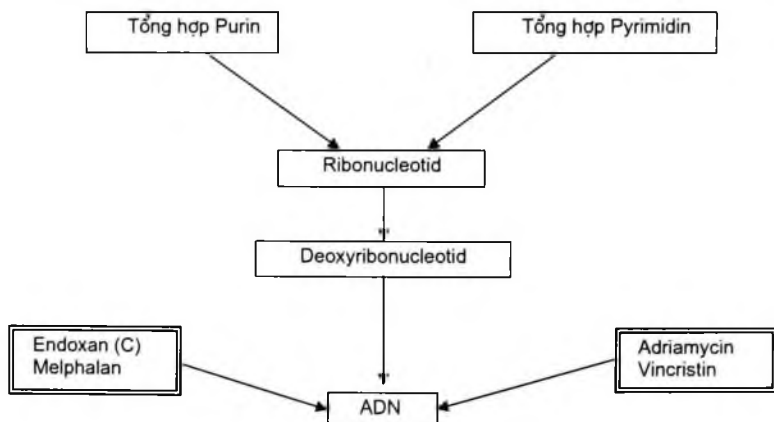 Tổng hợp Purin
Tổng hợp Pyrimidin
Ribonucleotid
Deoxyribonucleotid
Endoxan (C)
Melphalan
Adriamycin
Vincristin
ADN